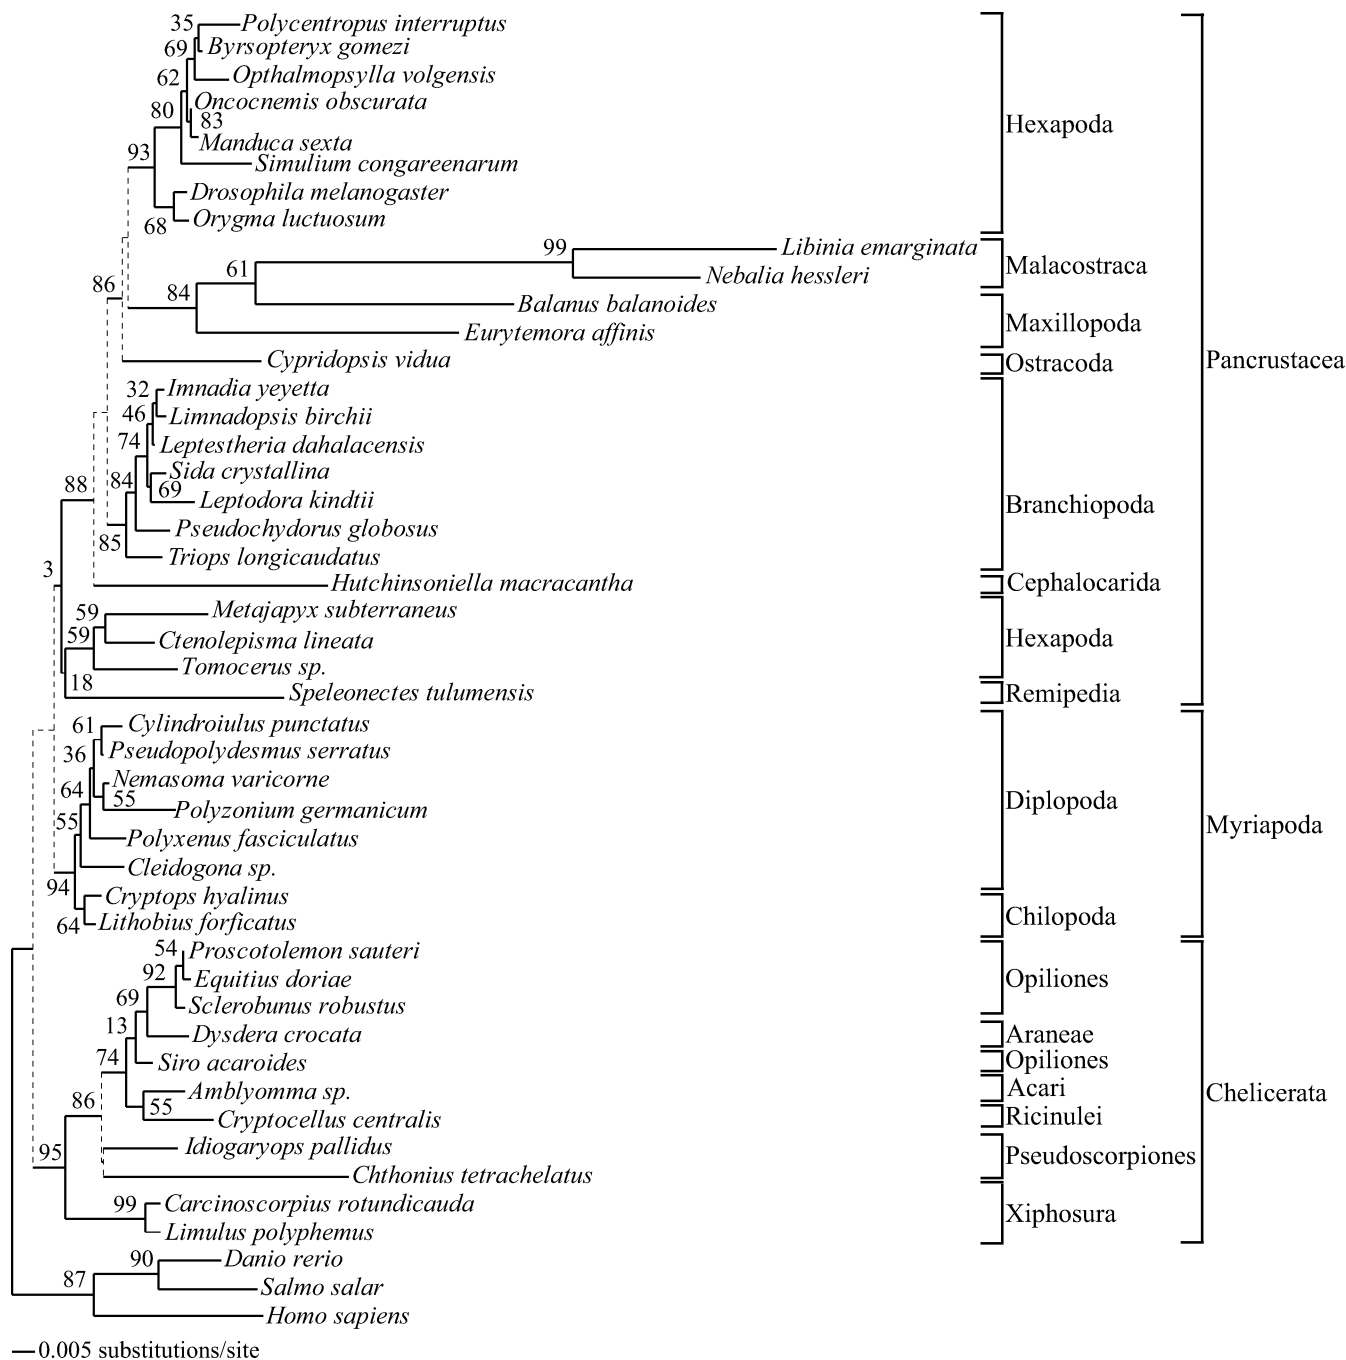 35 Polycentropus interruptus
69 Byrsopteryx gomezi
62 Opthalmopsylla volgensis
80 Oncocnemis obscurata
83
Manduca sexta
93 Simulium congareenarum
Drosophila melanogaster
68 Orygma luctuosum
Hexapoda
99 Libinia emarginata
61 Nebalia hessleri
Malacostraca
86 84 Balanus balanoides
Eurytemora affinis
Maxillopoda
Cypridopsis vidua
Ostracoda
Pancrustacea
32 Imnadia yeyetta
46 Limnadopsis birchii
74 Leptestheria dahalacensis
Sida crystallina
88 84 69
Leptodora kindtii
Branchiopoda
Pseudochydorus globosus
85 Triops longicaudatus
3 Hutchinsoniella macracantha
Cephalocarida
59 Metajapyx subterraneus
59 Ctenolepisma lineata
Hexapoda
Tomocerus sp.
18 Speleonectes tulumensis
Remipedia
61 Cylindroiulus punctatus
36 Pseudopolydesmus serratus
64 Nemasoma varicorne
55
Polyzonium germanicum
Diplopoda
55 Polyxenus fasciculatus
Myriapoda
Cleidogona sp.
94 Cryptops hyalinus
64 Lithobius forficatus
Chilopoda
54 Proscotolemon sauteri
92 Equitius doriae
Opiliones
69 Sclerobunus robustus
13 Dysdera crocata
Araneae
74 Siro acaroides
Opiliones
86 Amblyomma sp.
Acari
55
Cryptocellus centralis
Ricinulei
Chelicerata
95 Idiogaryops pallidus
Pseudoscorpiones
Chthonius tetrachelatus
99 Carcinoscorpius rotundicauda
Xiphosura
Limulus polyphemus
90 Danio rerio
87 Salmo salar
Homo sapiens
0.005 substitutions/site